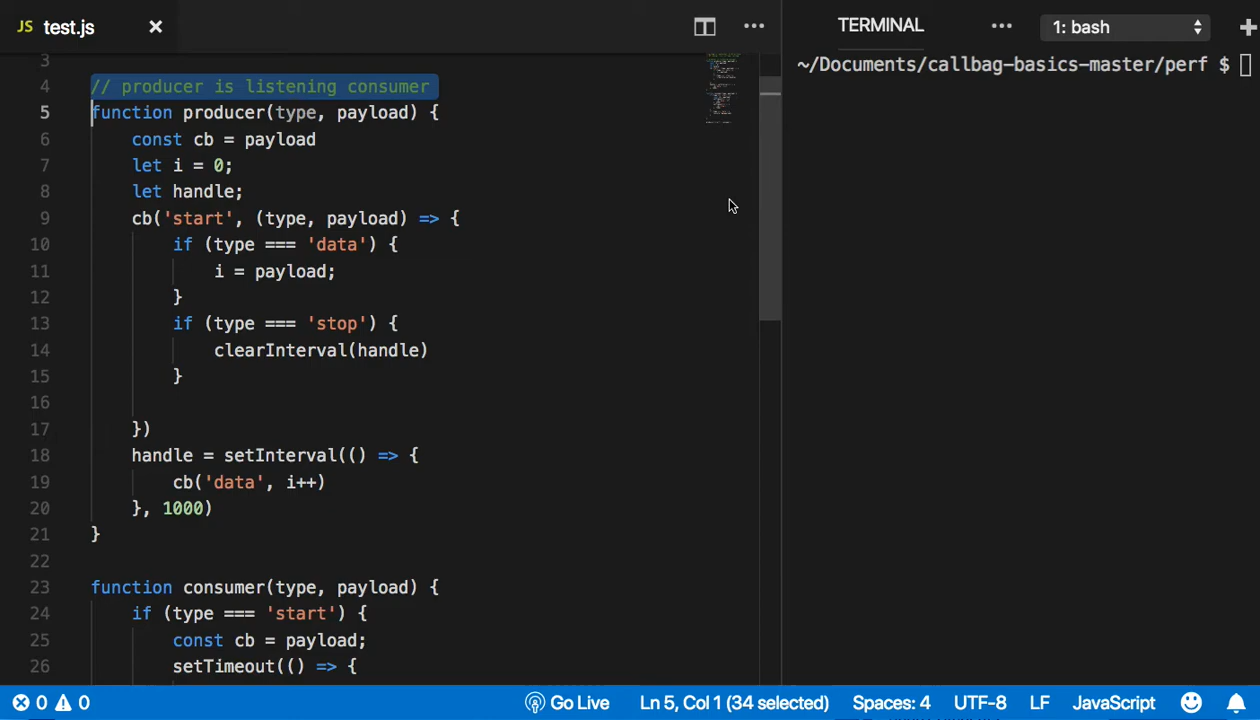 JS test.js
TERMINAL
1: bash
~/Documents/callbag-basics-master/perf $
3
4 // producer is listening consumer
5 function producer(type, payload) {
6 const cb = payload
7 let i = 0;
8 let handle;
9 cb('start', (type, payload) => {
10 if (type === 'data') {
11 i = payload;
12 }
13 if (type === 'stop') {
14 clearInterval(handle)
15 }
16
17 })
18 handle = setInterval(() => {
19 cb('data', i++)
20 }, 1000)
21 }
22
23 function consumer(type, payload) {
24 if (type === 'start') {
25 const cb = payload;
26 setTimeout(() => {
0 0 Go Live Ln 5, Col 1 (34 selected) Spaces: 4 UTF-8 LF JavaScript